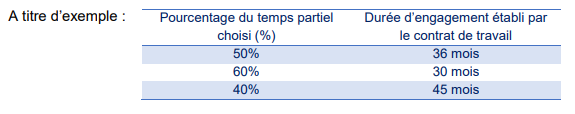 A titre d'exemple :
Pourcentage du temps partiel choisi (%) | Durée d'engagement établi par le contrat de travail
50% | 36 mois
60% | 30 mois
40% | 45 mois